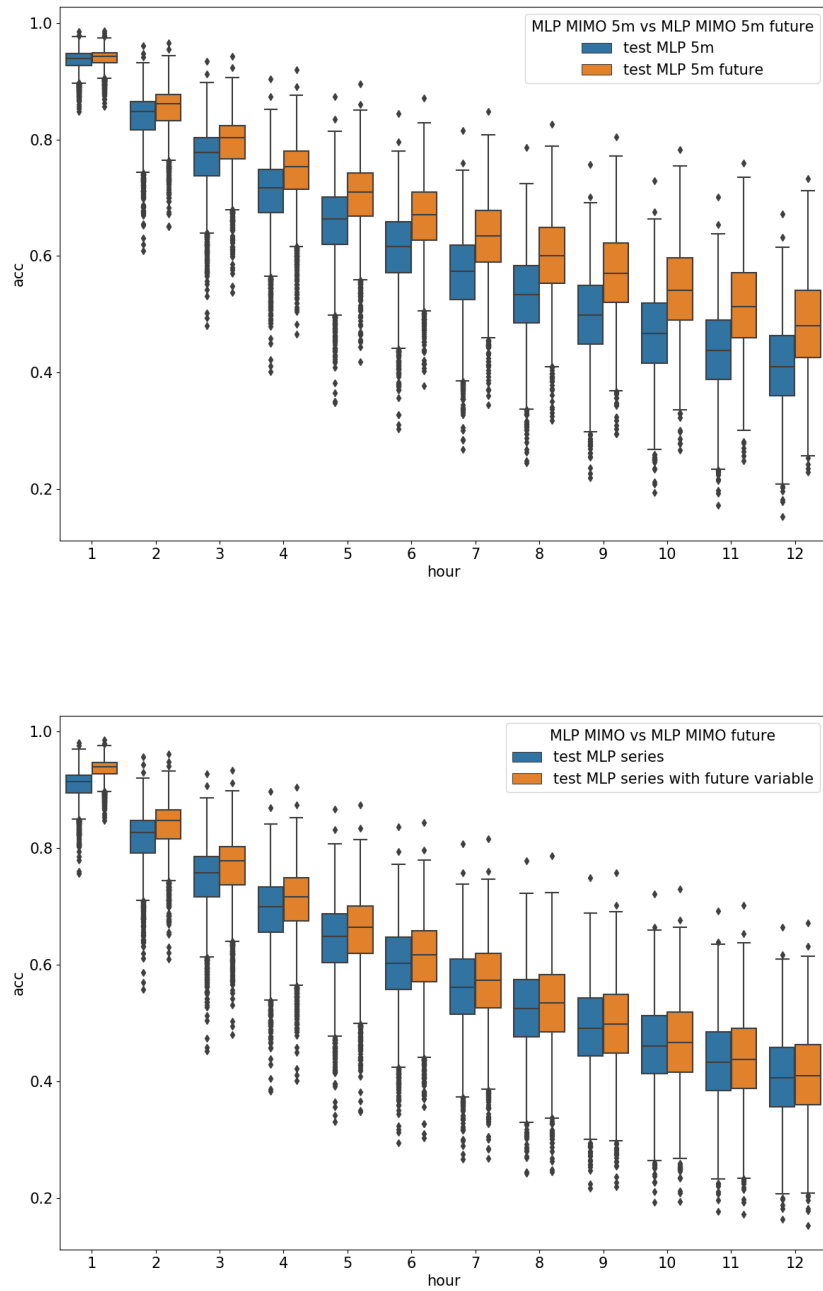 MLP MIMO 5m vs MLP MIMO 5m future
test MLP 5m
test MLP 5m future
1.0
0.8
0.6
0.4
0.2
acc
1 2 3 4 5 6 7 8 9 10 11 12
hour
MLP MIMO vs MLP MIMO future
test MLP series
test MLP series with future variable
1.0
0.8
0.6
0.4
0.2
acc
1 2 3 4 5 6 7 8 9 10 11 12
hour